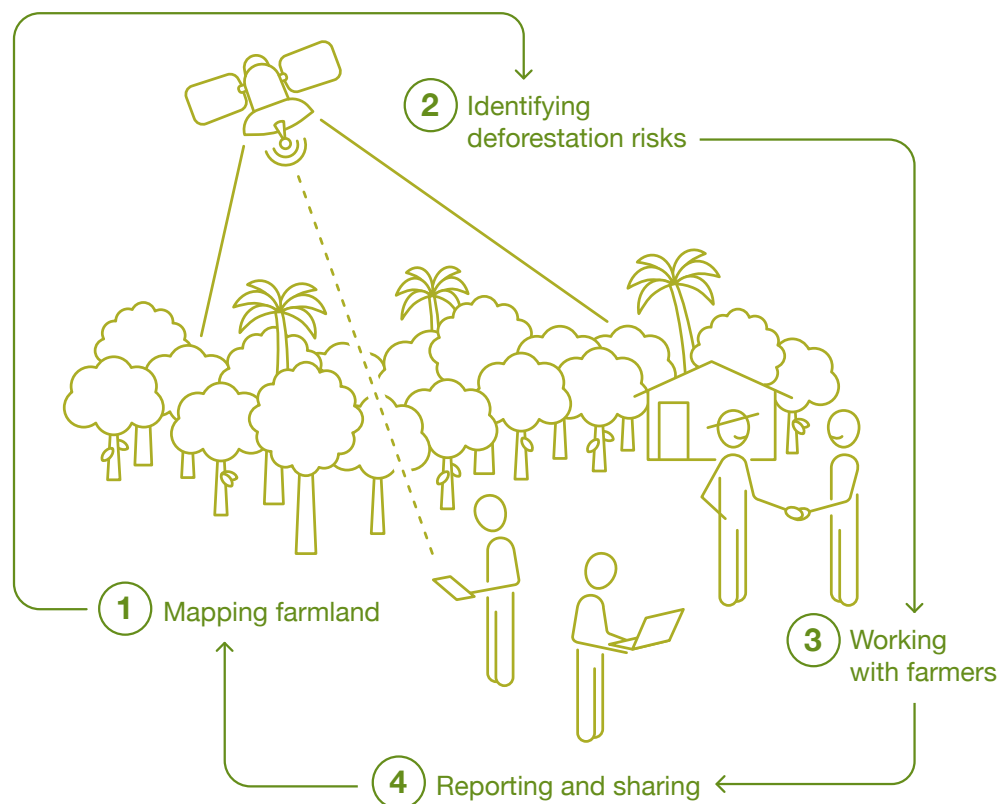 1 Mapping farmland
2 Identifying
deforestation risks
3 Working
with farmers
4 Reporting and sharing